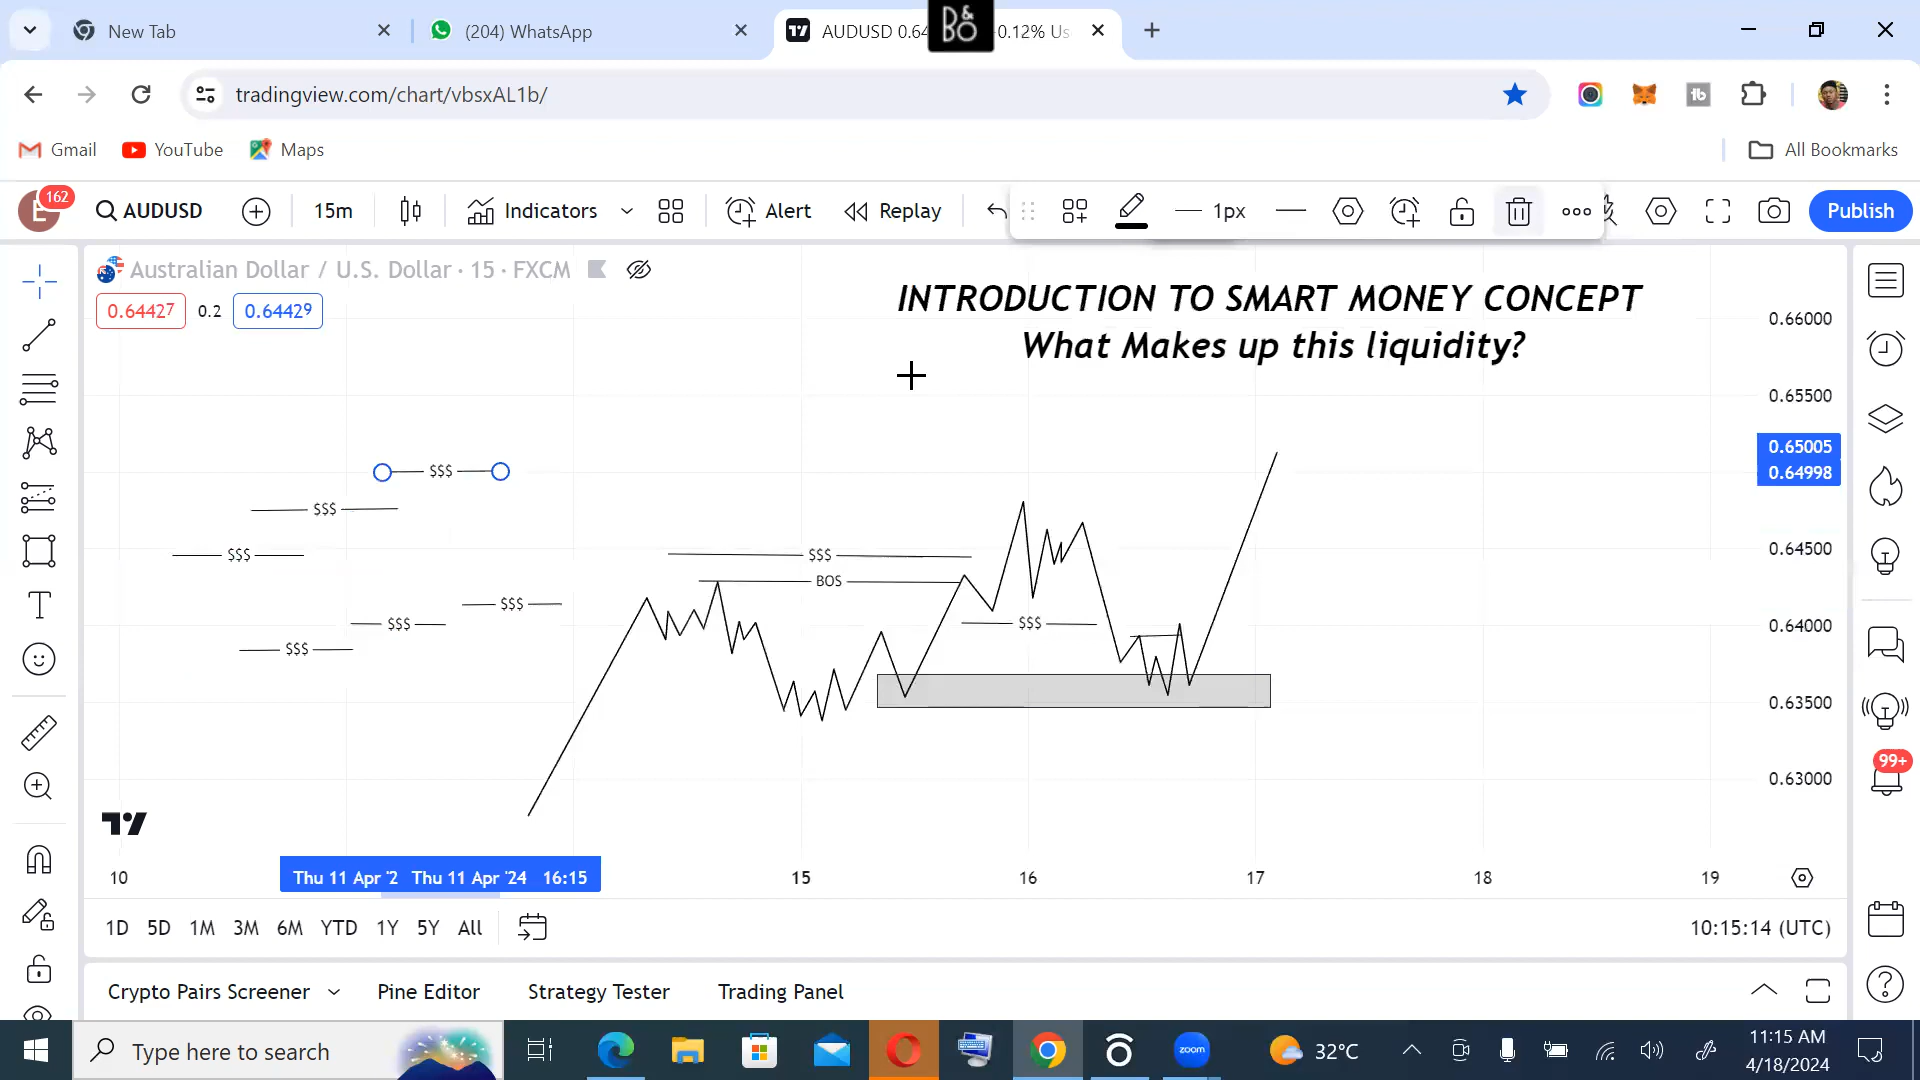 New Tab
(204) WhatsApp
AUDUSD 0.64
B&O
-0.12% Us
tradingview.com/chart/vbsxAL1b/
Gmail
YouTube
Maps
All Bookmarks
E
162
AUDUSD
15m
Indicators
Alert
Replay
1px
Publish
Australian Dollar / U.S. Dollar · 15 · FXCM
0.64427
0.2
0.64429
INTRODUCTION TO SMART MONEY CONCEPT
What Makes up this liquidity?
0.66000
0.65500
0.65005
0.64998
0.64500
0.64000
0.63500
0.63000
$$$
$$$
$$$
$$$
$$$
$$$
$$$
BOS
$$$
99+
10
Thu 11 Apr '2
Thu 11 Apr '24 16:15
15
16
17
18
19
1D 5D 1M 3M 6M YTD 1Y 5Y All
10:15:14 (UTC)
Crypto Pairs Screener
Pine Editor
Strategy Tester
Trading Panel
Type here to search
zoom
32°C
11:15 AM
4/18/2024